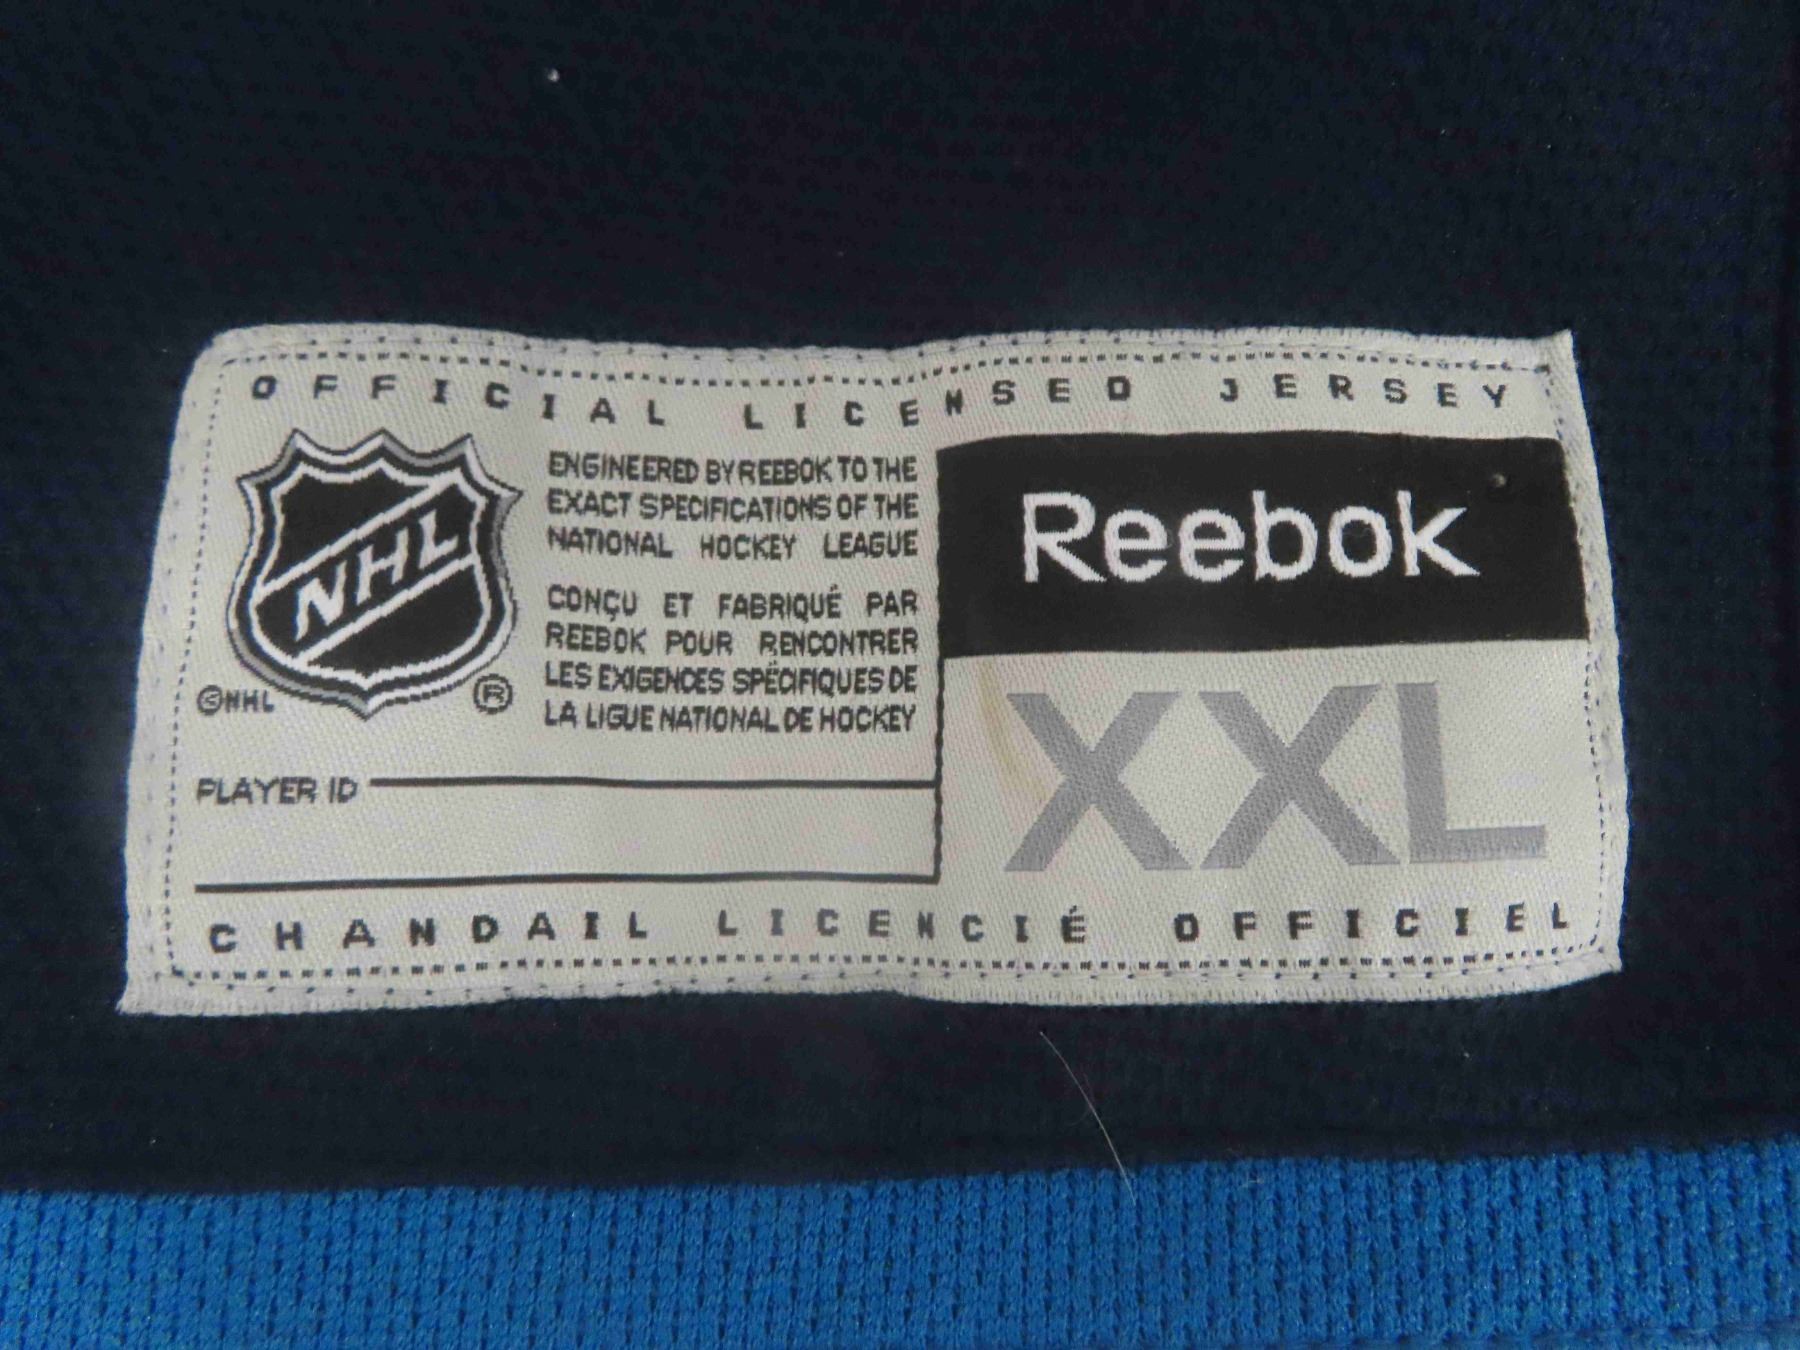 OFFICIAL LICENSED JERSEY
NHL
©NHL ®
ENGINEERED BY REEBOK TO THE
EXACT SPECIFICATIONS OF THE
NATIONAL HOCKEY LEAGUE
CONÇU ET FABRIQUÉ PAR
REEBOK POUR RENCONTRER
LES EXIGENCES SPÉCIFIQUES DE
LA LIGUE NATIONAL DE HOCKEY
PLAYER ID
Reebok
XXL
CHANDAIL LICENCIÉ OFFICIEL